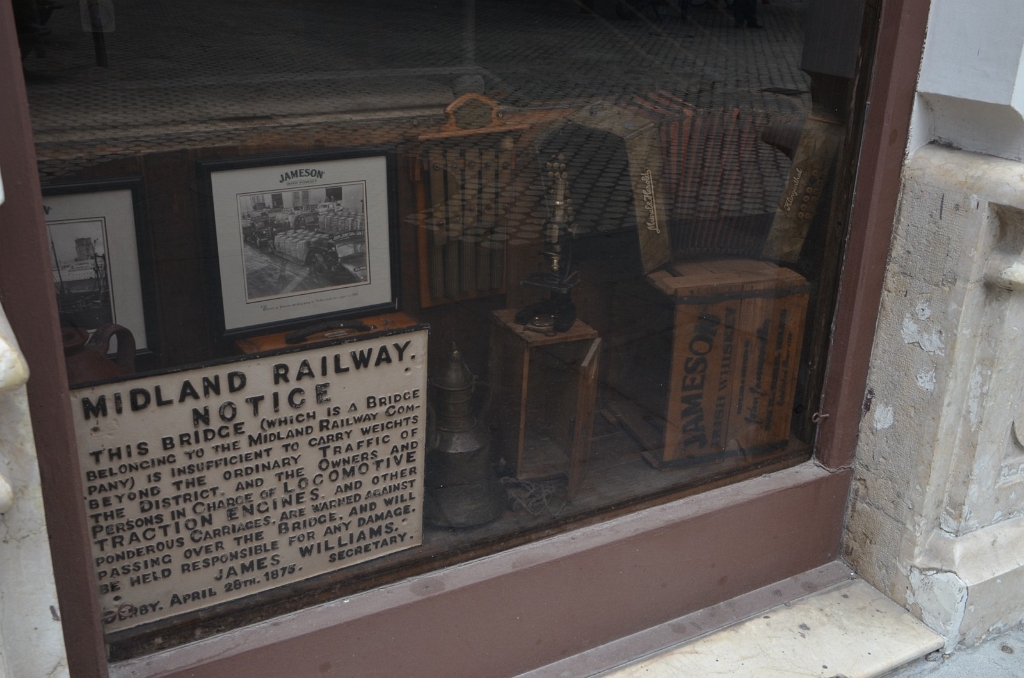 JAMESON
MIDLAND RAILWAY.
NOTICE
THIS BRIDGE (WHICH IS A BRIDGE
BELONGING TO THE MIDLAND RAILWAY COM-
PANY) IS INSUFFICIENT TO CARRY WEIGHTS
BEYOND THE ORDINARY TRAFFIC OF
THE DISTRICT, AND THE OWNERS AND
PERSONS IN CHARGE OF LOCOMOTIVE
TRACTION ENGINES, AND OTHER
PONDEROUS CARRIAGES, ARE WARNED AGAINST
PASSING OVER THE BRIDGE, AND WILL
BE HELD RESPONSIBLE FOR ANY DAMAGE.
JAMES WILLIAMS.
SECRETARY.
DERBY. APRIL 28TH. 1875.
JAMESON
IRISH WHISKEY